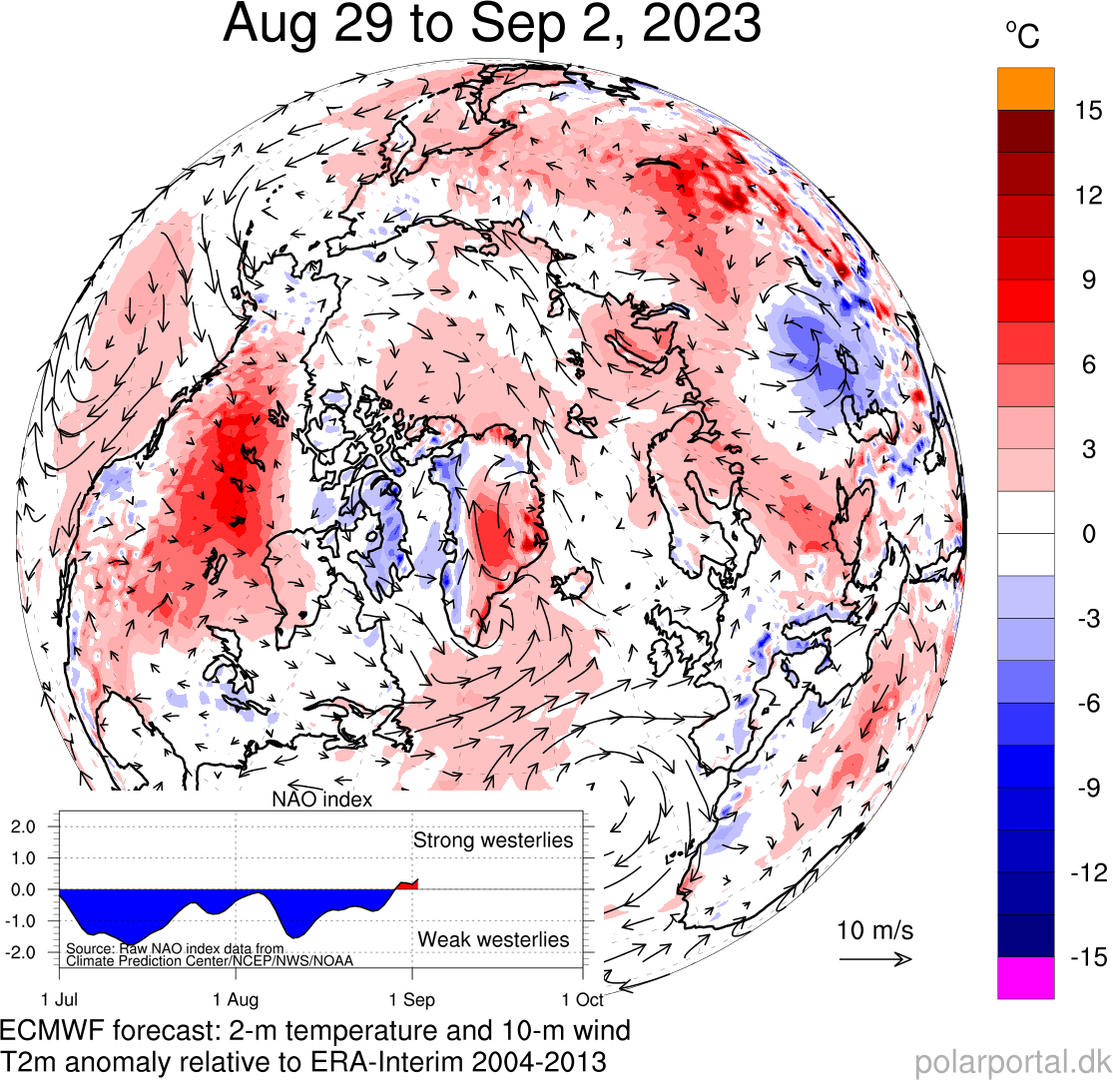 Aug 29 to Sep 2, 2023
°C
15
12
9
6
3
0
-3
-6
-9
-12
-15
10 m/s
NAO index
2.0
1.0
0.0
-1.0
-2.0
Strong westerlies
Weak westerlies
Source: Raw NAO index data from
Climate Prediction Center/NCEP/NWS/NOAA
1 Jul
1 Aug
1 Sep
1 Oct
ECMWF forecast: 2-m temperature and 10-m wind
T2m anomaly relative to ERA-Interim 2004-2013
polarportal.dk